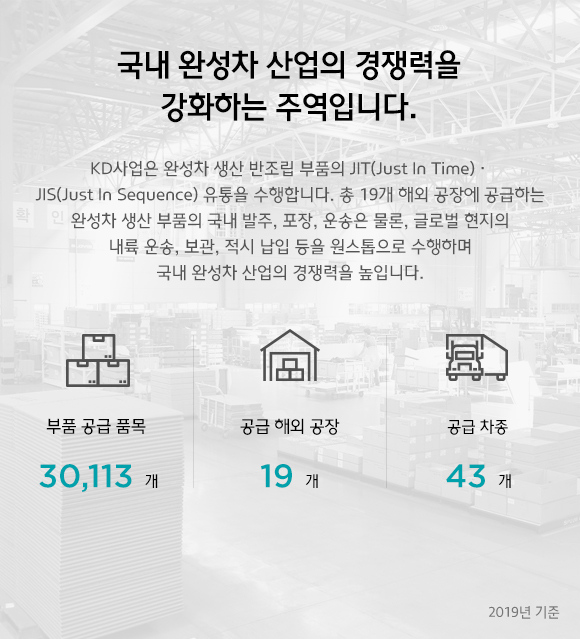 국내 완성차 산업의 경쟁력을
강화하는 주역입니다.
KD사업은 완성차 생산 반조립 부품의 JIT(Just In Time) ·
JIS(Just In Sequence) 유통을 수행합니다. 총 19개 해외 공장에 공급하는
완성차 생산 부품의 국내 발주, 포장, 운송은 물론, 글로벌 현지의
내륙 운송, 보관, 적시 납입 등을 원스톱으로 수행하며
국내 완성차 산업의 경쟁력을 높입니다.
확 인
부품 공급 품목
30,113 개
공급 해외 공장
19 개
공급 차종
43 개
2019년 기준